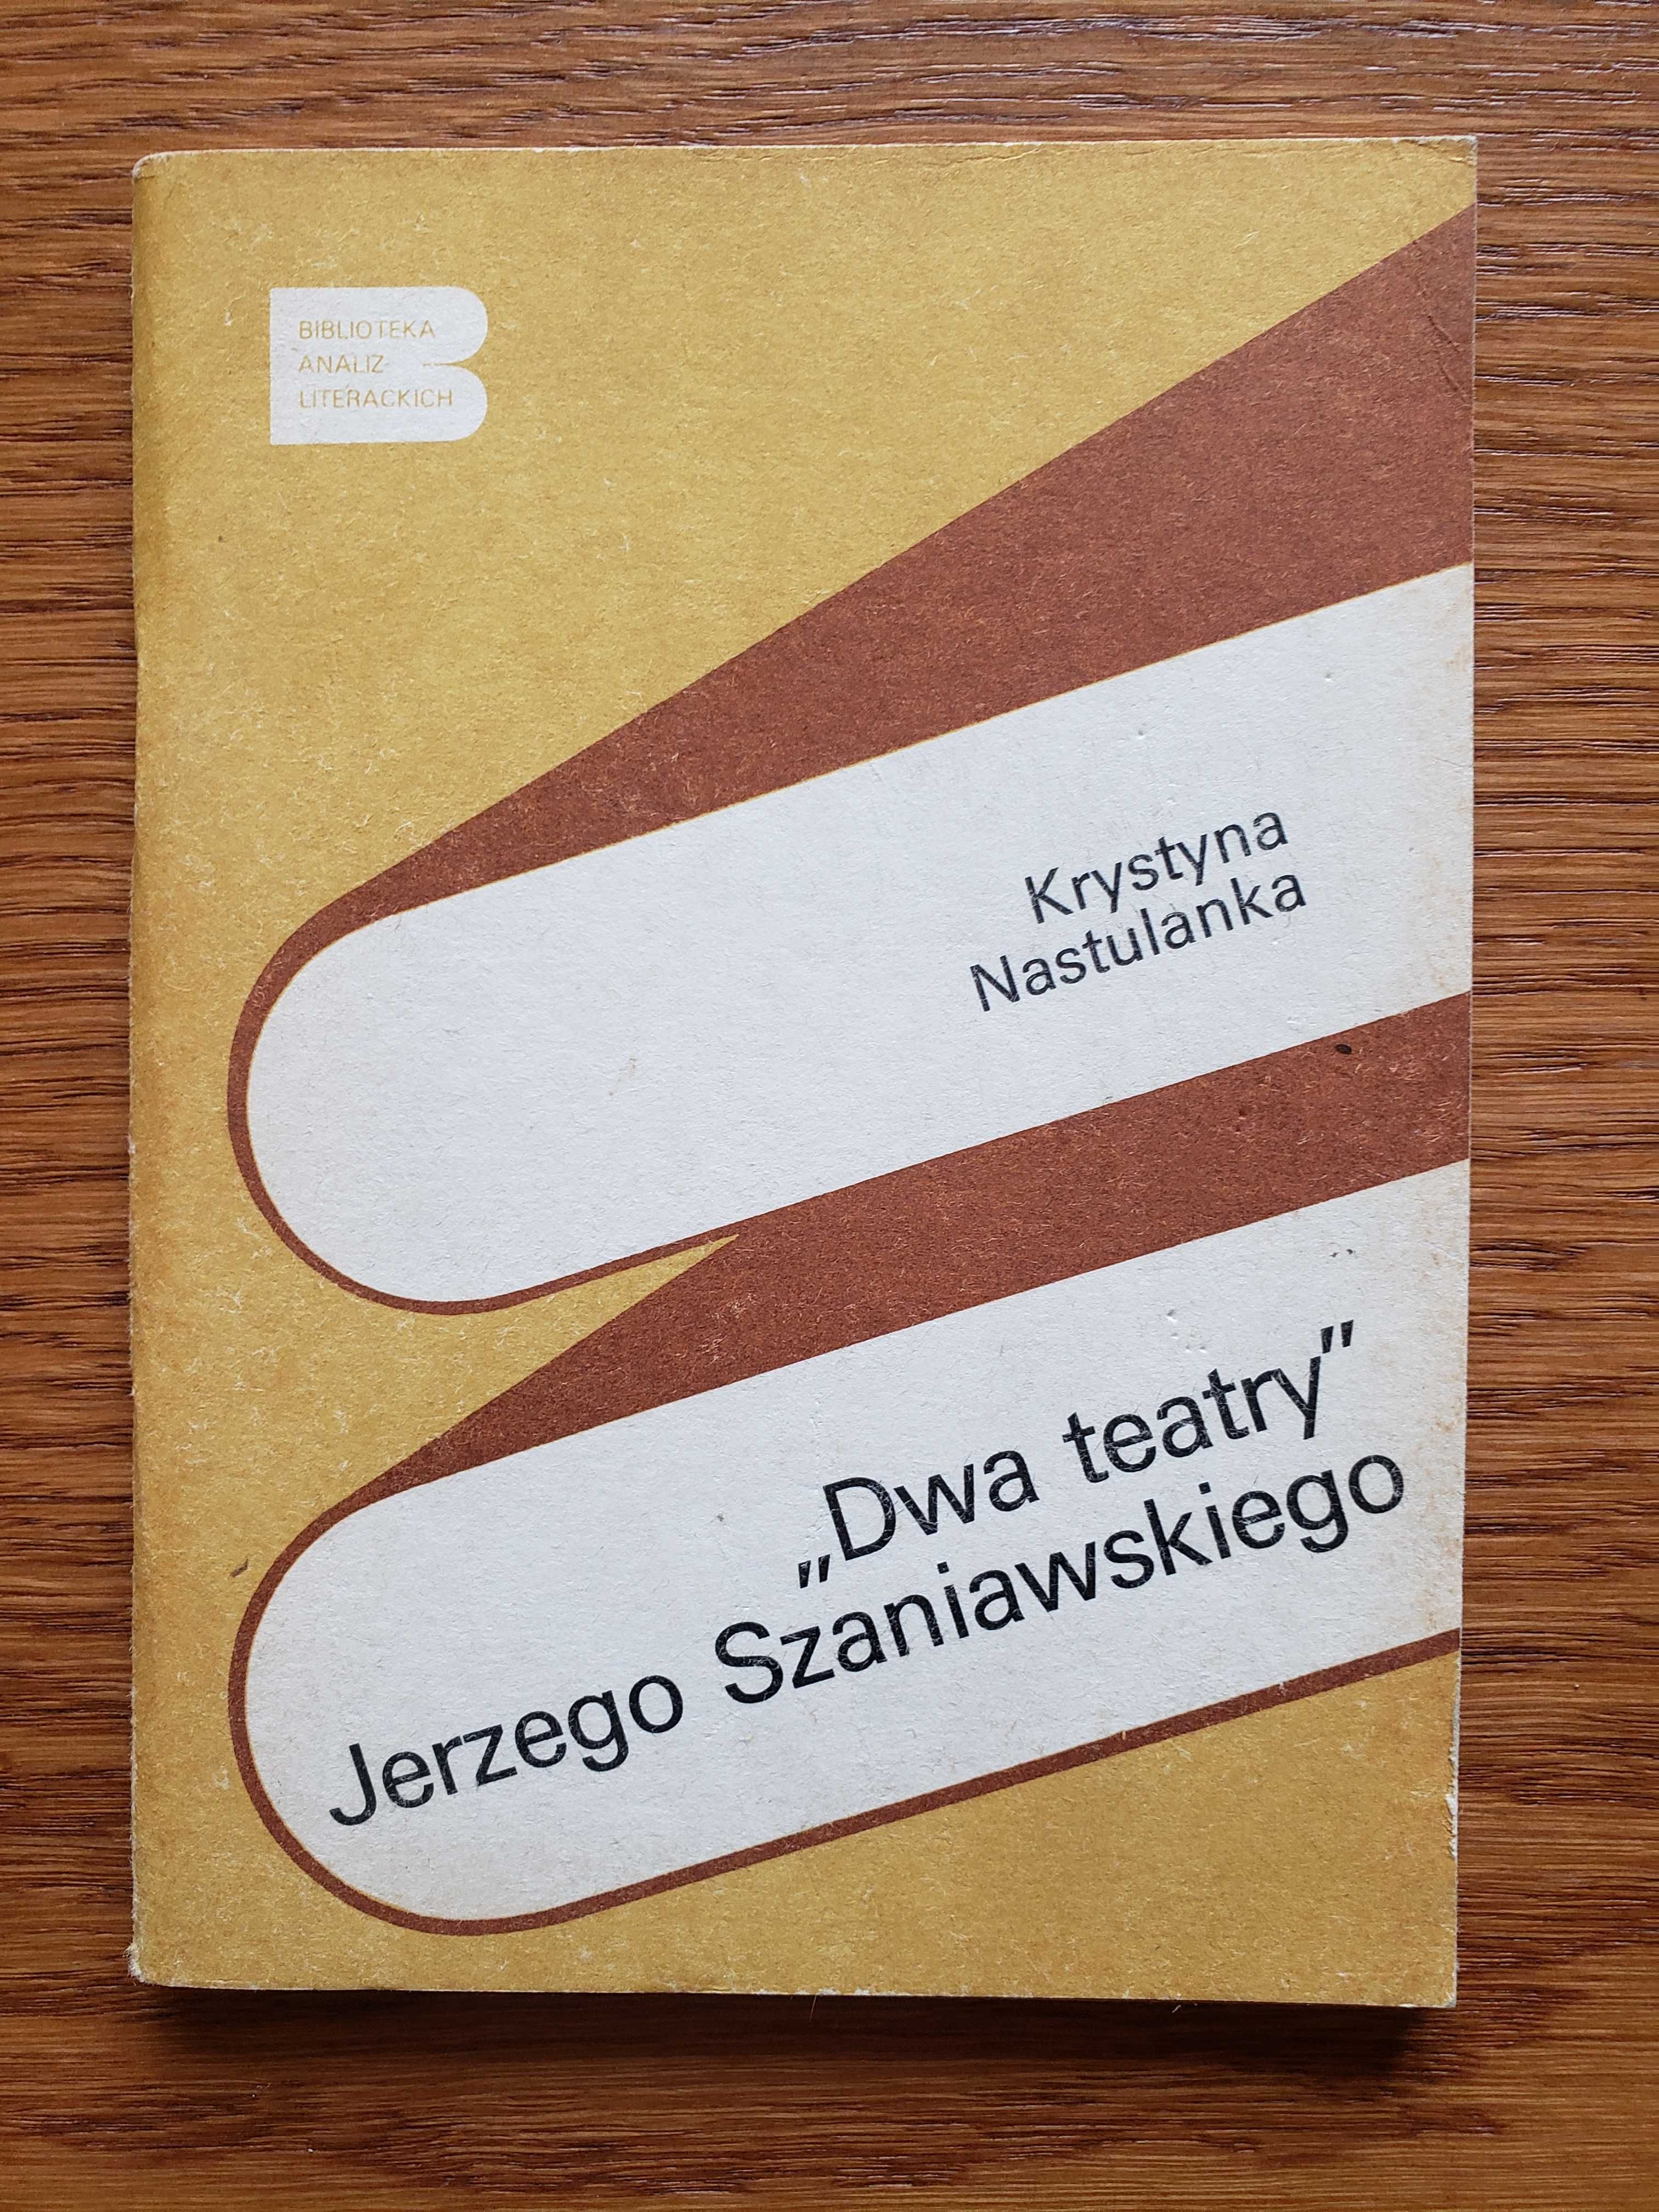 BIBLIOTEKA
ANALIZ
LITERACKICH
Krystyna
Nastulanka
„Dwa teatry”
Jerzego Szaniawskiego